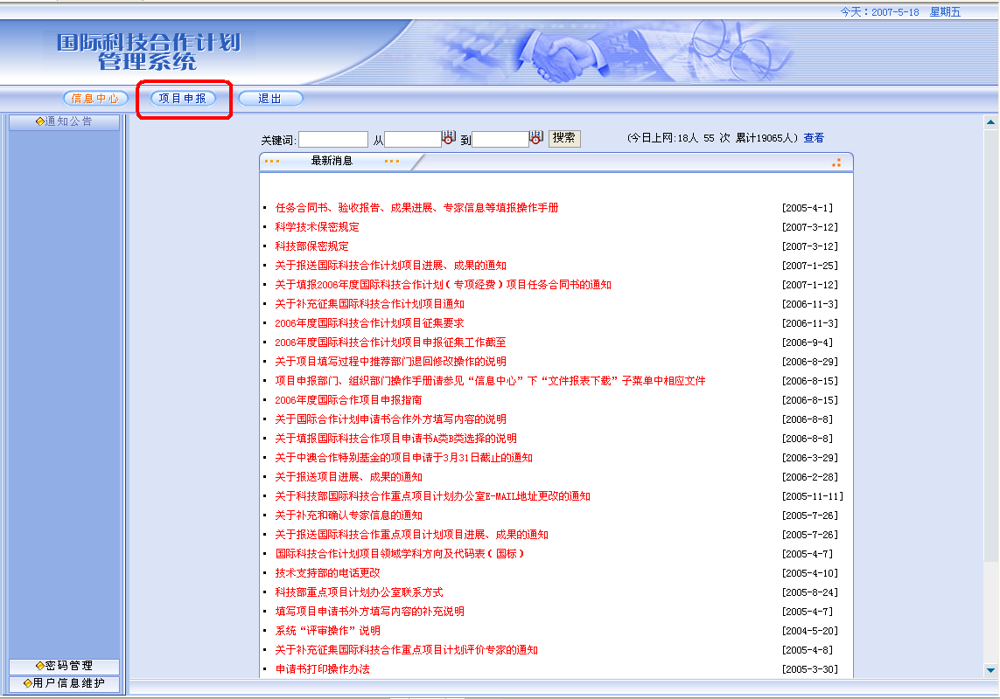 今天：2007-5-18 星期五
国际科技合作计划
管理系统
信息中心 项目申报 退出
通知公告
关键词: 从 到 搜索 (今日上网:18人 55 次 累计19065人) 查看
最新消息
• 任务合同书、验收报告、成果进展、专家信息等填报操作手册 [2005-4-1]
• 科学技术保密规定 [2007-3-12]
• 科技部保密规定 [2007-3-12]
• 关于报送国际科技合作计划项目进展、成果的通知 [2007-1-25]
• 关于填报2006年度国际科技合作计划（专项经费）项目任务合同书的通知 [2007-1-12]
• 关于补充征集国际科技合作计划项目通知 [2006-11-3]
• 2006年度国际科技合作计划项目征集要求 [2006-11-3]
• 2006年度国际科技合作计划项目申报征集工作截至 [2006-9-4]
• 关于项目填写过程中推荐部门退回修改操作的说明 [2006-8-29]
• 项目申报部门、组织部门操作手册请参见“信息中心”下“文件报表下载”子菜单中相应文件 [2006-8-15]
• 2006年度国际合作项目申报指南 [2006-8-15]
• 关于国际合作计划申请书合作外方填写内容的说明 [2006-8-8]
• 关于填报国际科技合作项目申请书A类B类选择的说明 [2006-8-8]
• 关于中澳合作特别基金的项目申请于3月31日截止的通知 [2006-3-29]
• 关于报送项目进展、成果的通知 [2006-2-28]
• 关于科技部国际科技合作重点项目计划办公室E-MAIL地址更改的通知 [2005-11-11]
• 关于补充和确认专家信息的通知 [2005-7-26]
• 关于报送国际科技合作重点项目计划项目进展、成果的通知 [2005-7-26]
• 国际科技合作计划项目领域学科方向及代码表（国标） [2005-4-7]
• 技术支持部的电话更改 [2005-4-10]
• 科技部重点项目计划办公室联系方式 [2005-8-24]
• 填写项目申请书外方填写内容的补充说明 [2005-4-7]
• 系统“评审操作”说明 [2004-5-20]
• 关于补充征集国际科技合作重点项目计划评价专家的通知 [2005-4-8]
• 申请书打印操作办法 [2005-3-30]
密码管理
用户信息维护